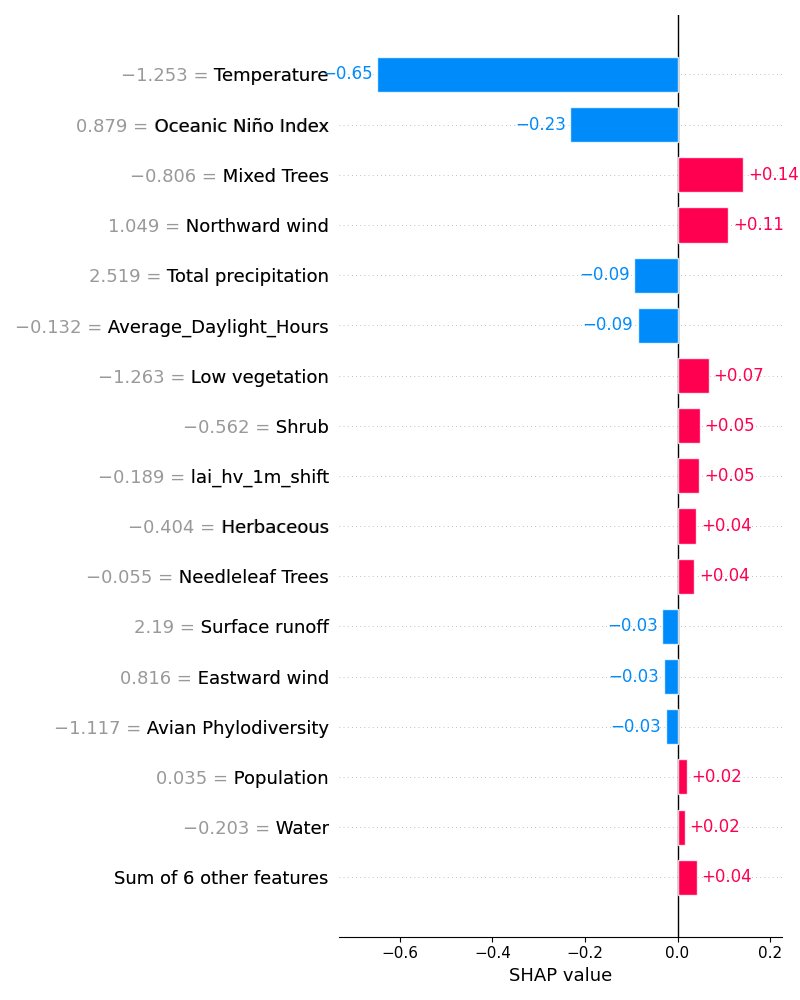 −1.253 = Temperature −0.65
0.879 = Oceanic Niño Index −0.23
−0.806 = Mixed Trees +0.14
1.049 = Northward wind +0.11
2.519 = Total precipitation −0.09
−0.132 = Average_Daylight_Hours −0.09
−1.263 = Low vegetation +0.07
−0.562 = Shrub +0.05
−0.189 = lai_hv_1m_shift +0.05
−0.404 = Herbaceous +0.04
−0.055 = Needleleaf Trees +0.04
2.19 = Surface runoff −0.03
0.816 = Eastward wind −0.03
−1.117 = Avian Phylodiversity −0.03
0.035 = Population +0.02
−0.203 = Water +0.02
Sum of 6 other features +0.04
−0.6 −0.4 −0.2 0.0 0.2
SHAP value